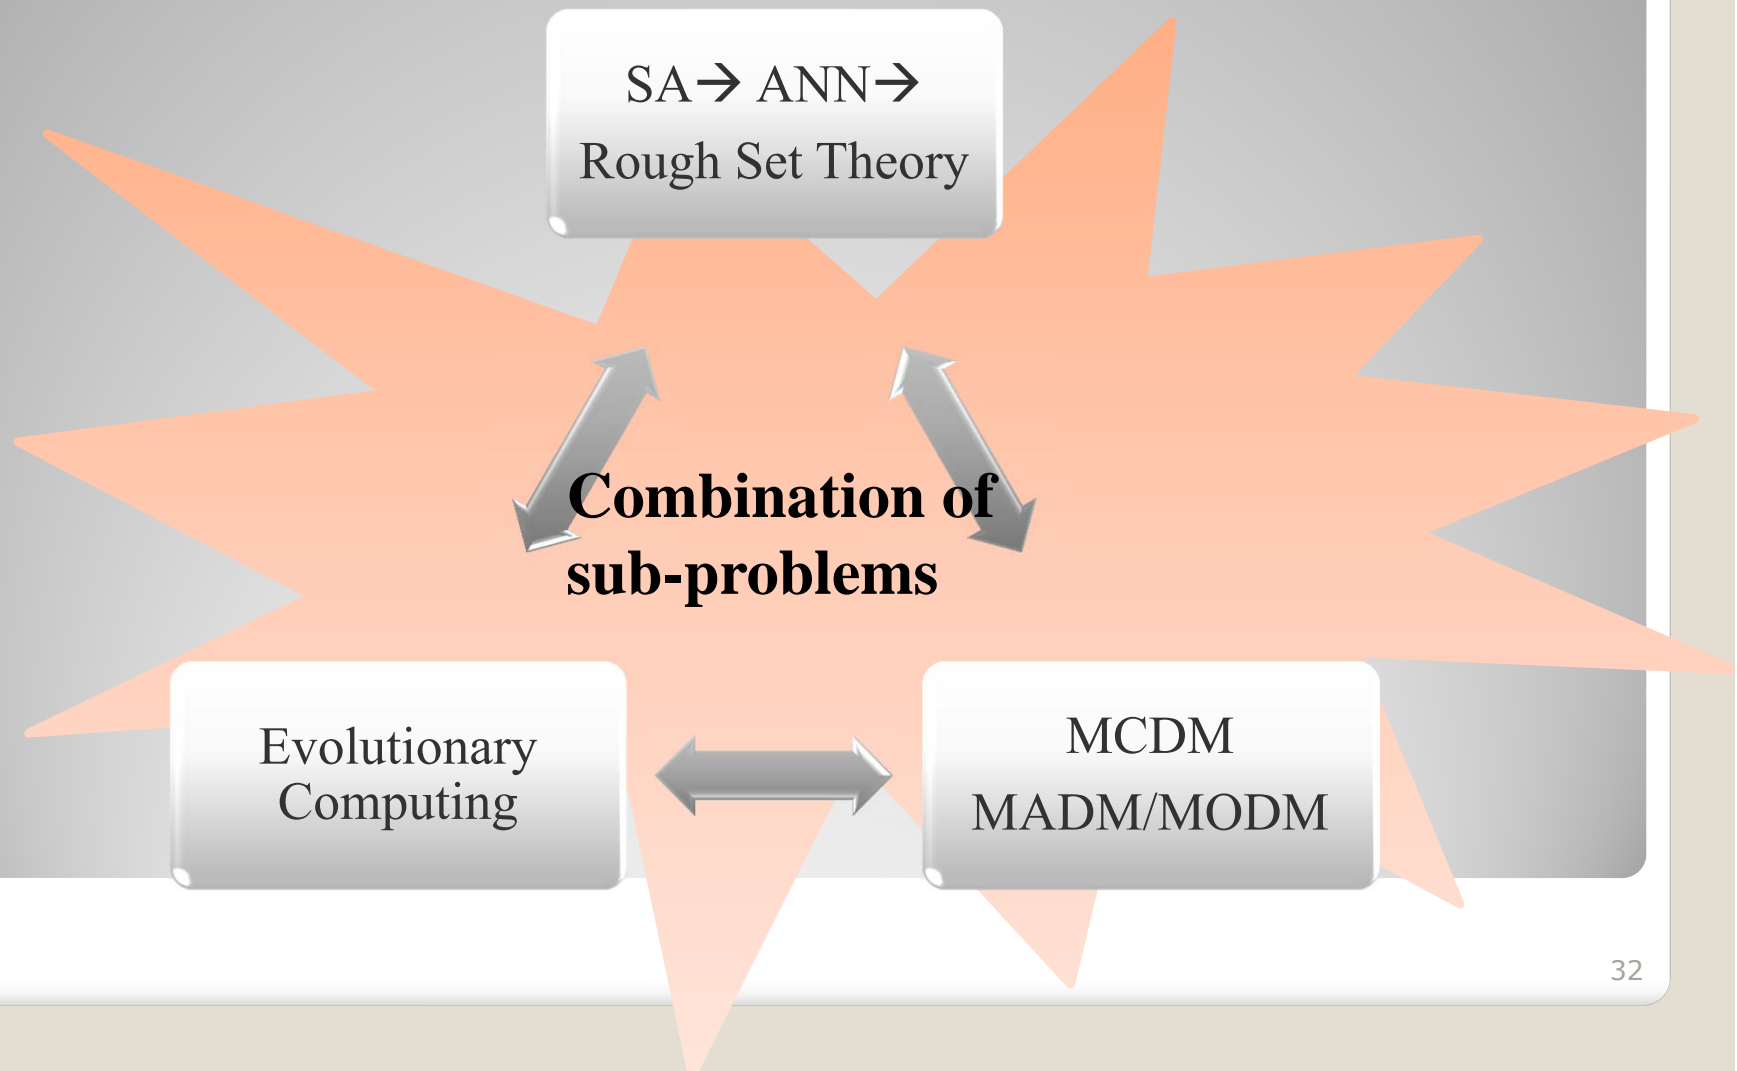 SA→ ANN→
Rough Set Theory
Combination of
sub-problems
Evolutionary
Computing
MCDM
MADM/MODM
32